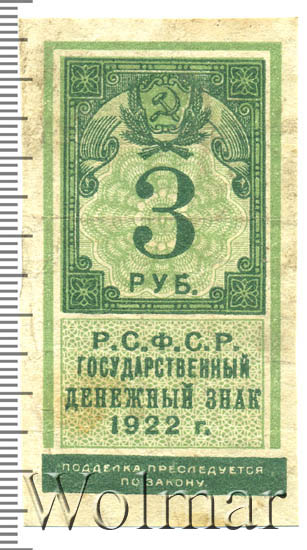 3
РУБ.
Р.С.Ф.С.Р.
ГОСУДАРСТВЕННЫЙ
ДЕНЕЖНЫЙ ЗНАК
1922 г.
ПОДДЕЛКА ПРЕСЛЕДУЕТСЯ
ПО ЗАКОНУ.
Wolmar